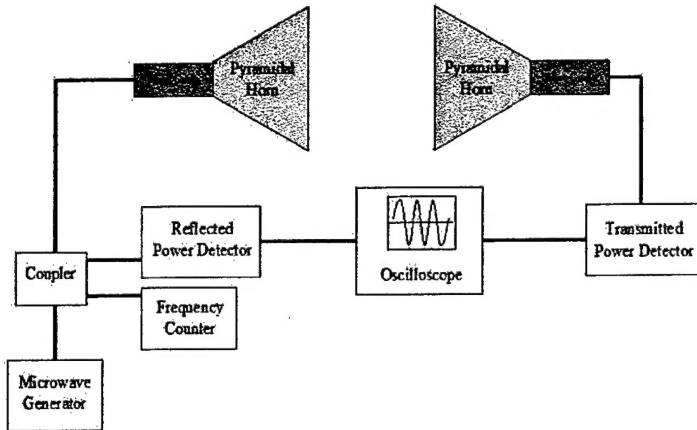 Pyramidal
Horn
Pyramidal
Horn
Reflected
Power Detector
Oscilloscope
Transmitted
Power Detector
Coupler
Frequency
Counter
Microwave
Generator